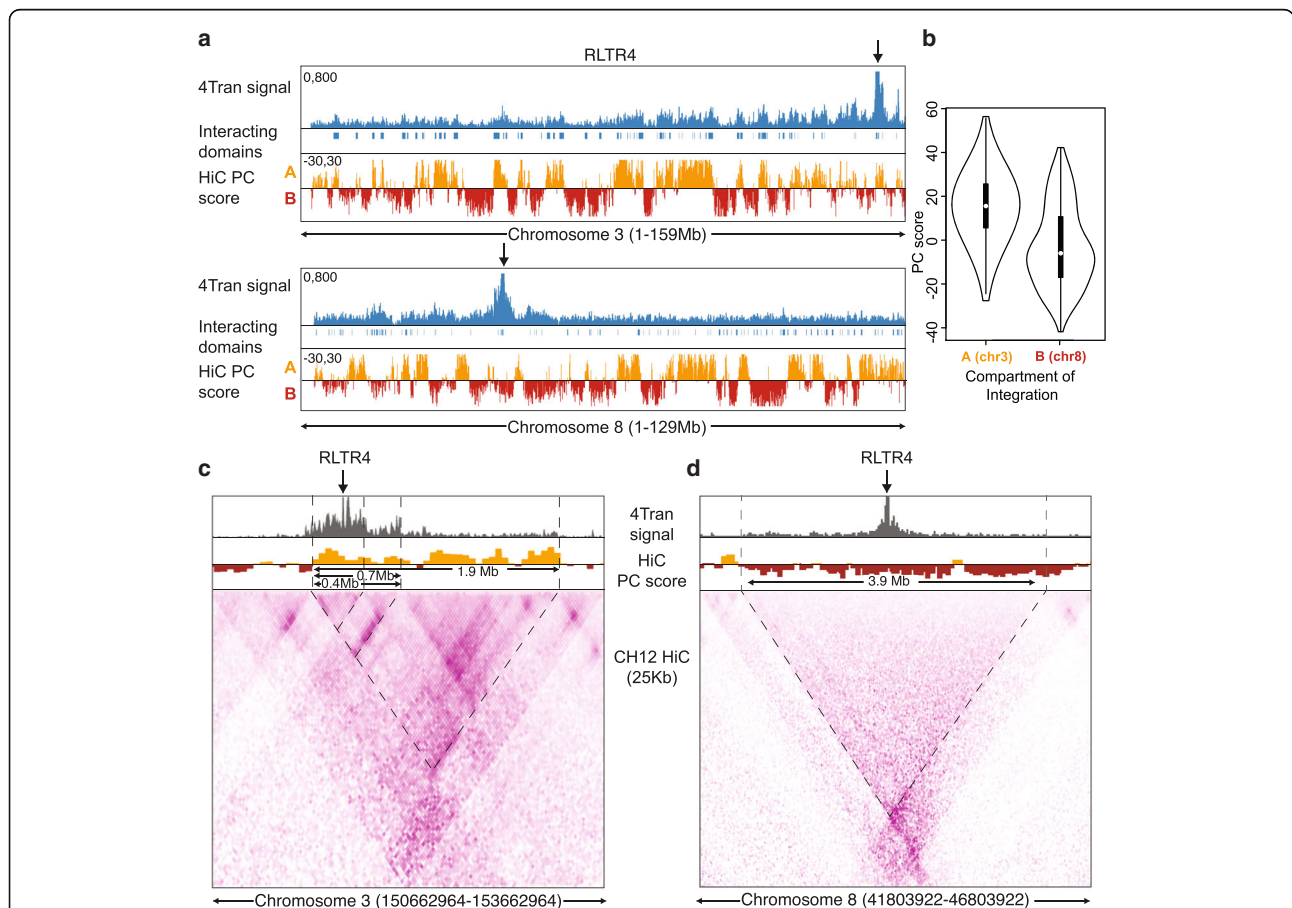 a
RLTR4
4Tran signal
0,800
Interacting
domains
-30,30
HiC PC
score
A
B
Chromosome 3 (1-159Mb)
4Tran signal
0,800
Interacting
domains
-30,30
HiC PC
score
A
B
Chromosome 8 (1-129Mb)
b
60
40
20
0
-20
-40
PC score
A (chr3)
B (chr8)
Compartment of
Integration
c
RLTR4
0.7Mb
1.9 Mb
0.4Mb
Chromosome 3 (150662964-153662964)
4Tran
signal
HiC
PC score
CH12 HiC
(25Kb)
d
RLTR4
3.9 Mb
Chromosome 8 (41803922-46803922)